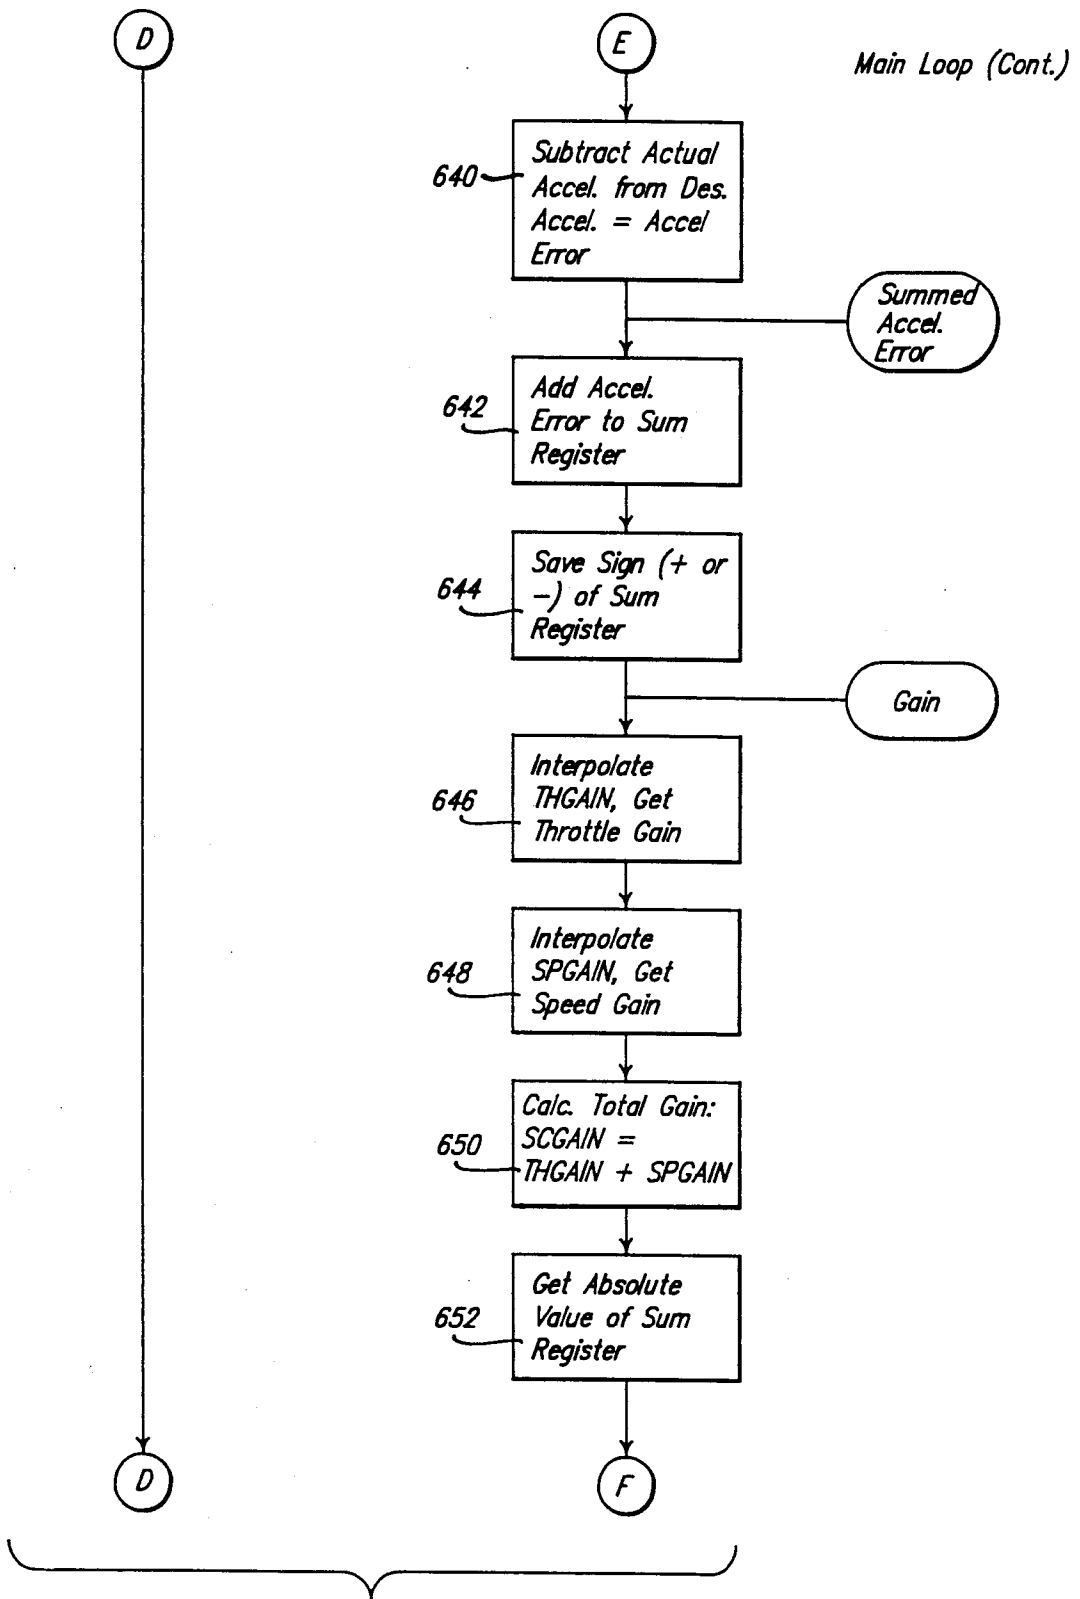 D
E
Main Loop (Cont.)
640
Subtract Actual
Accel. from Des.
Accel. = Accel
Error
Summed
Accel.
Error
642
Add Accel.
Error to Sum
Register
644
Save Sign (+ or
–) of Sum
Register
Gain
646
Interpolate
THGAIN, Get
Throttle Gain
648
Interpolate
SPGAIN, Get
Speed Gain
650
Calc. Total Gain:
SCGAIN =
THGAIN + SPGAIN
652
Get Absolute
Value of Sum
Register
D
F